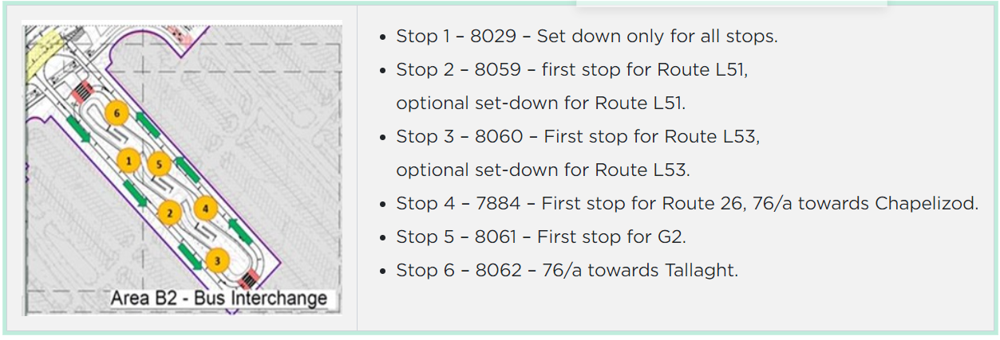 6
1
5
2
4
3
Area B2 - Bus Interchange
• Stop 1 – 8029 – Set down only for all stops.
• Stop 2 – 8059 – first stop for Route L51,
optional set-down for Route L51.
• Stop 3 – 8060 – First stop for Route L53,
optional set-down for Route L53.
• Stop 4 – 7884 – First stop for Route 26, 76/a towards Chapelizod.
• Stop 5 – 8061 – First stop for G2.
• Stop 6 – 8062 – 76/a towards Tallaght.